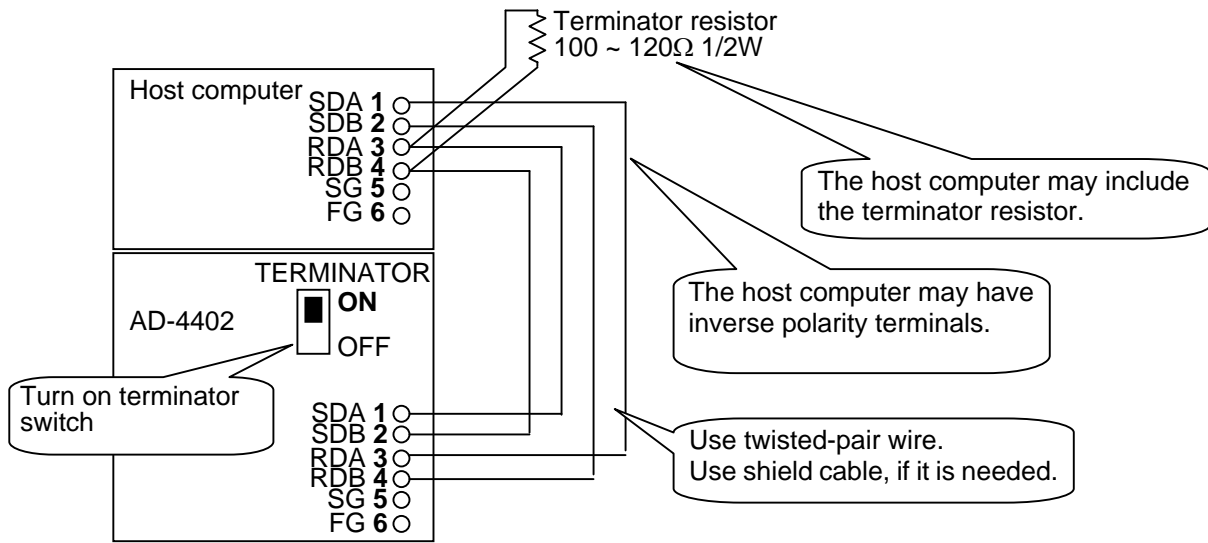 Terminator resistor
100 ~ 120Ω 1/2W
Host computer
SDA 1
SDB 2
RDA 3
RDB 4
SG 5
FG 6
The host computer may include
the terminator resistor.
TERMINATOR
ON
OFF
AD-4402
The host computer may have
inverse polarity terminals.
Turn on terminator
switch
SDA 1
SDB 2
RDA 3
RDB 4
SG 5
FG 6
Use twisted-pair wire.
Use shield cable, if it is needed.